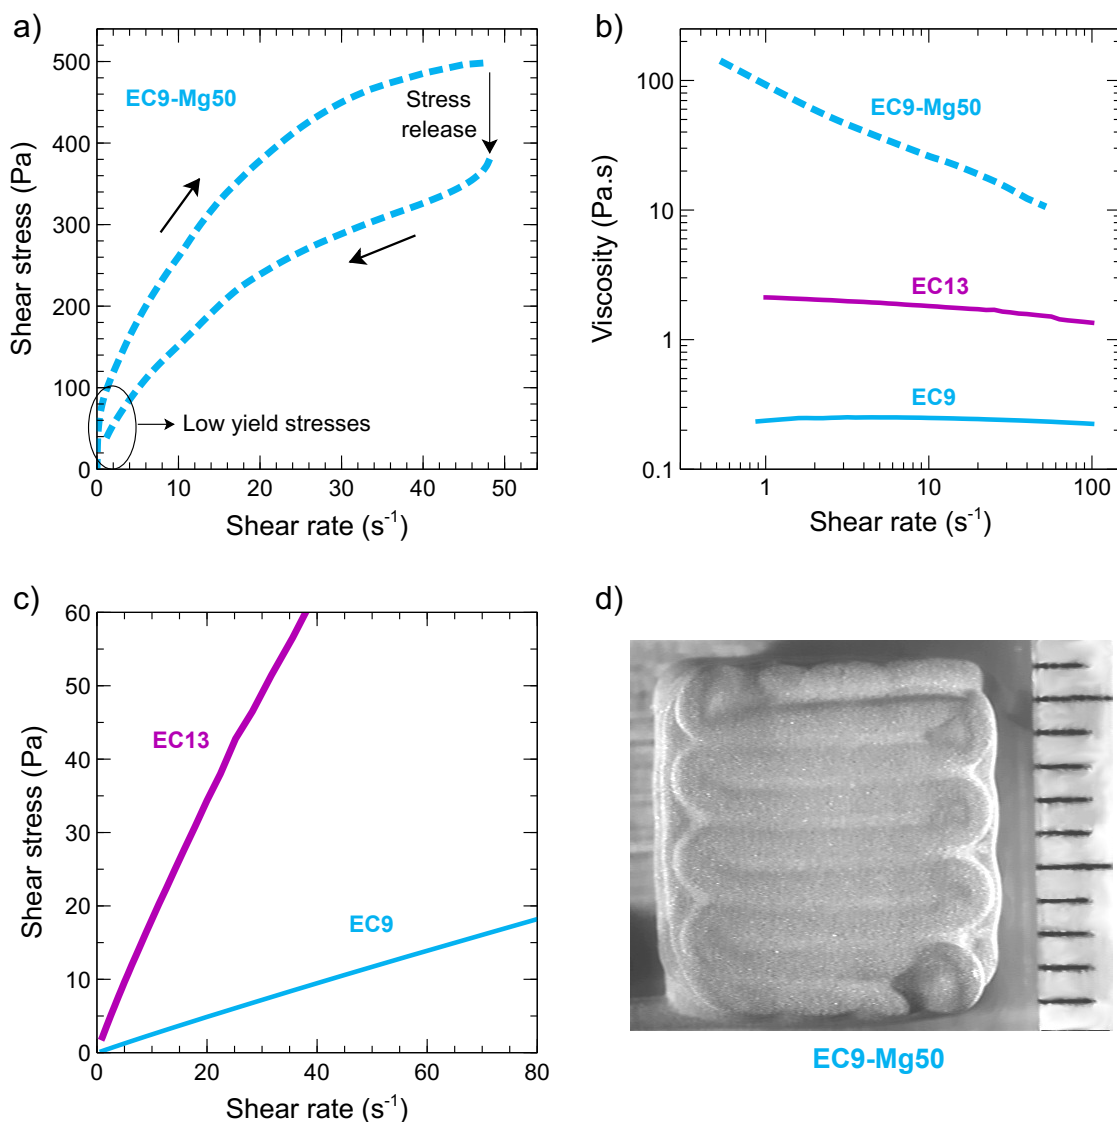 a)
500
400
300
200
100
0
Shear stress (Pa)
EC9-Mg50
Stress
release
Low yield stresses
0 10 20 30 40 50
Shear rate (s⁻¹)
b)
100
10
1
0.1
Viscosity (Pa.s)
EC9-Mg50
EC13
EC9
1 10 100
Shear rate (s⁻¹)
c)
60
50
40
30
20
10
0
Shear stress (Pa)
EC13
EC9
0 20 40 60 80
Shear rate (s⁻¹)
d)
EC9-Mg50